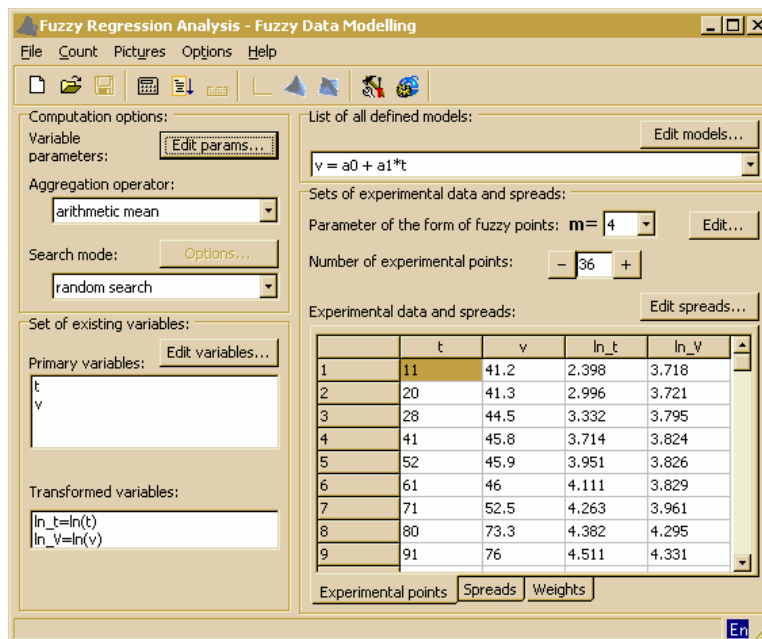 Fuzzy Regression Analysis - Fuzzy Data Modelling
File Count Pictures Options Help
Computation options:
Variable
parameters:
Edit params...
Aggregation operator:
arithmetic mean
Search mode:
Options...
random search
Set of existing variables:
Primary variables:
Edit variables...
t
v
Transformed variables:
ln_t=ln(t)
ln_V=ln(v)
List of all defined models:
Edit models...
v = a0 + a1*t
Sets of experimental data and spreads:
Parameter of the form of fuzzy points: m= 4 Edit...
Number of experimental points: - 36 +
Experimental data and spreads:
Edit spreads...
t v ln_t ln_V
1 11 41.2 2.398 3.718
2 20 41.3 2.996 3.721
3 28 44.5 3.332 3.795
4 41 45.8 3.714 3.824
5 52 45.9 3.951 3.826
6 61 46 4.111 3.829
7 71 52.5 4.263 3.961
8 80 73.3 4.382 4.295
9 91 76 4.511 4.331
Experimental points Spreads Weights
En